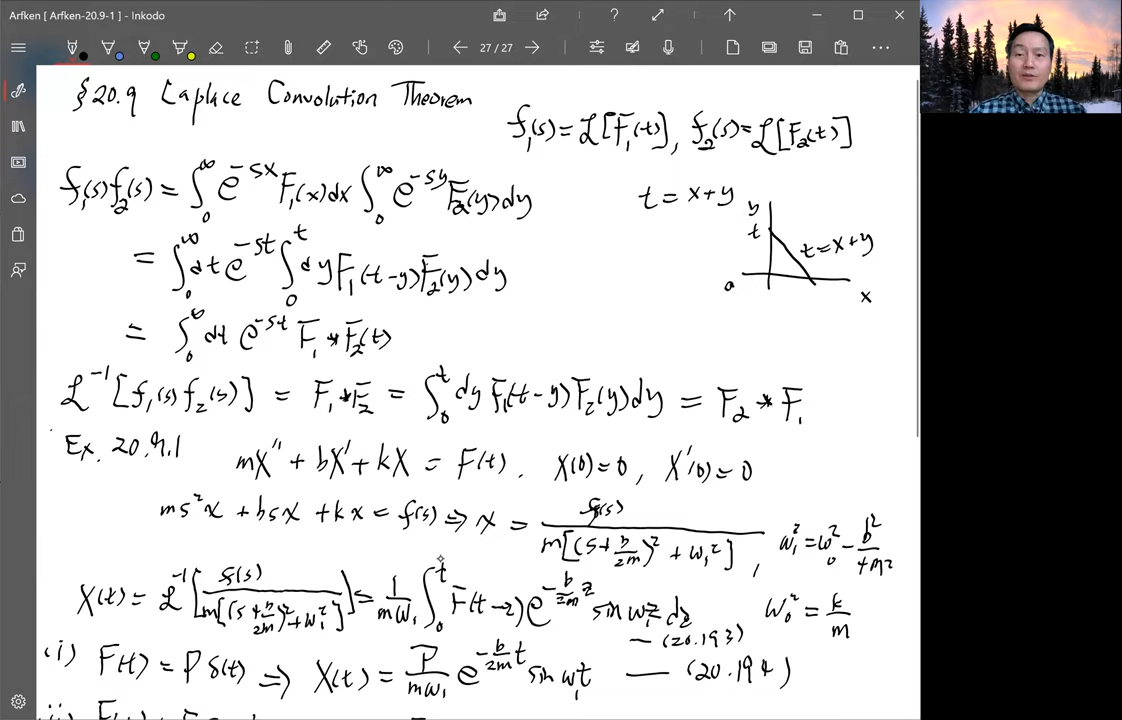 Arfken [ Arfken-20.9-1 ] - Inkodo
27 / 27
§20.9 Laplace Convolution Theorem
f₁(s) = ℒ[F₁(t)], f₂(s) = ℒ[F₂(t)]
f₁(s)f₂(s) = ∫₀^∞ e^{-sx} F₁(x)dx ∫₀^∞ e^{-sy} F₂(y)dy
t = x+y
y
t
t = x+y
o
x
= ∫₀^∞ dt e^{-st} ∫₀^t dy F₁(t-y)F₂(y)dy
= ∫₀^∞ dt e^{-st} F₁*F₂(t)
ℒ^{-1}[f₁(s)f₂(s)] = F₁*F₂ = ∫₀^t dy F₁(t-y)F₂(y)dy = F₂*F₁
Ex. 20.9.1
mX'' + bX' + kX = F(t). X(0)=0, X'(0)=0
ms²x + bsx + kx = f(s) ⇒ x = f(s) / m[(s+b/2m)² + ω₁²], ω₁² = ω₀² - b²/4m²
X(t) = ℒ^{-1}[f(s) / m[(s+b/2m)² + ω₁²]] = 1/mω₁ ∫₀^t F(t-z) e^{-b/2m z} sin ω₁z dz
ω₀² = k/m
— (20.193)
(i) F(t) = Pδ(t) ⇒ X(t) = P/mω₁ e^{-b/2m t} sin ω₁t — (20.194)